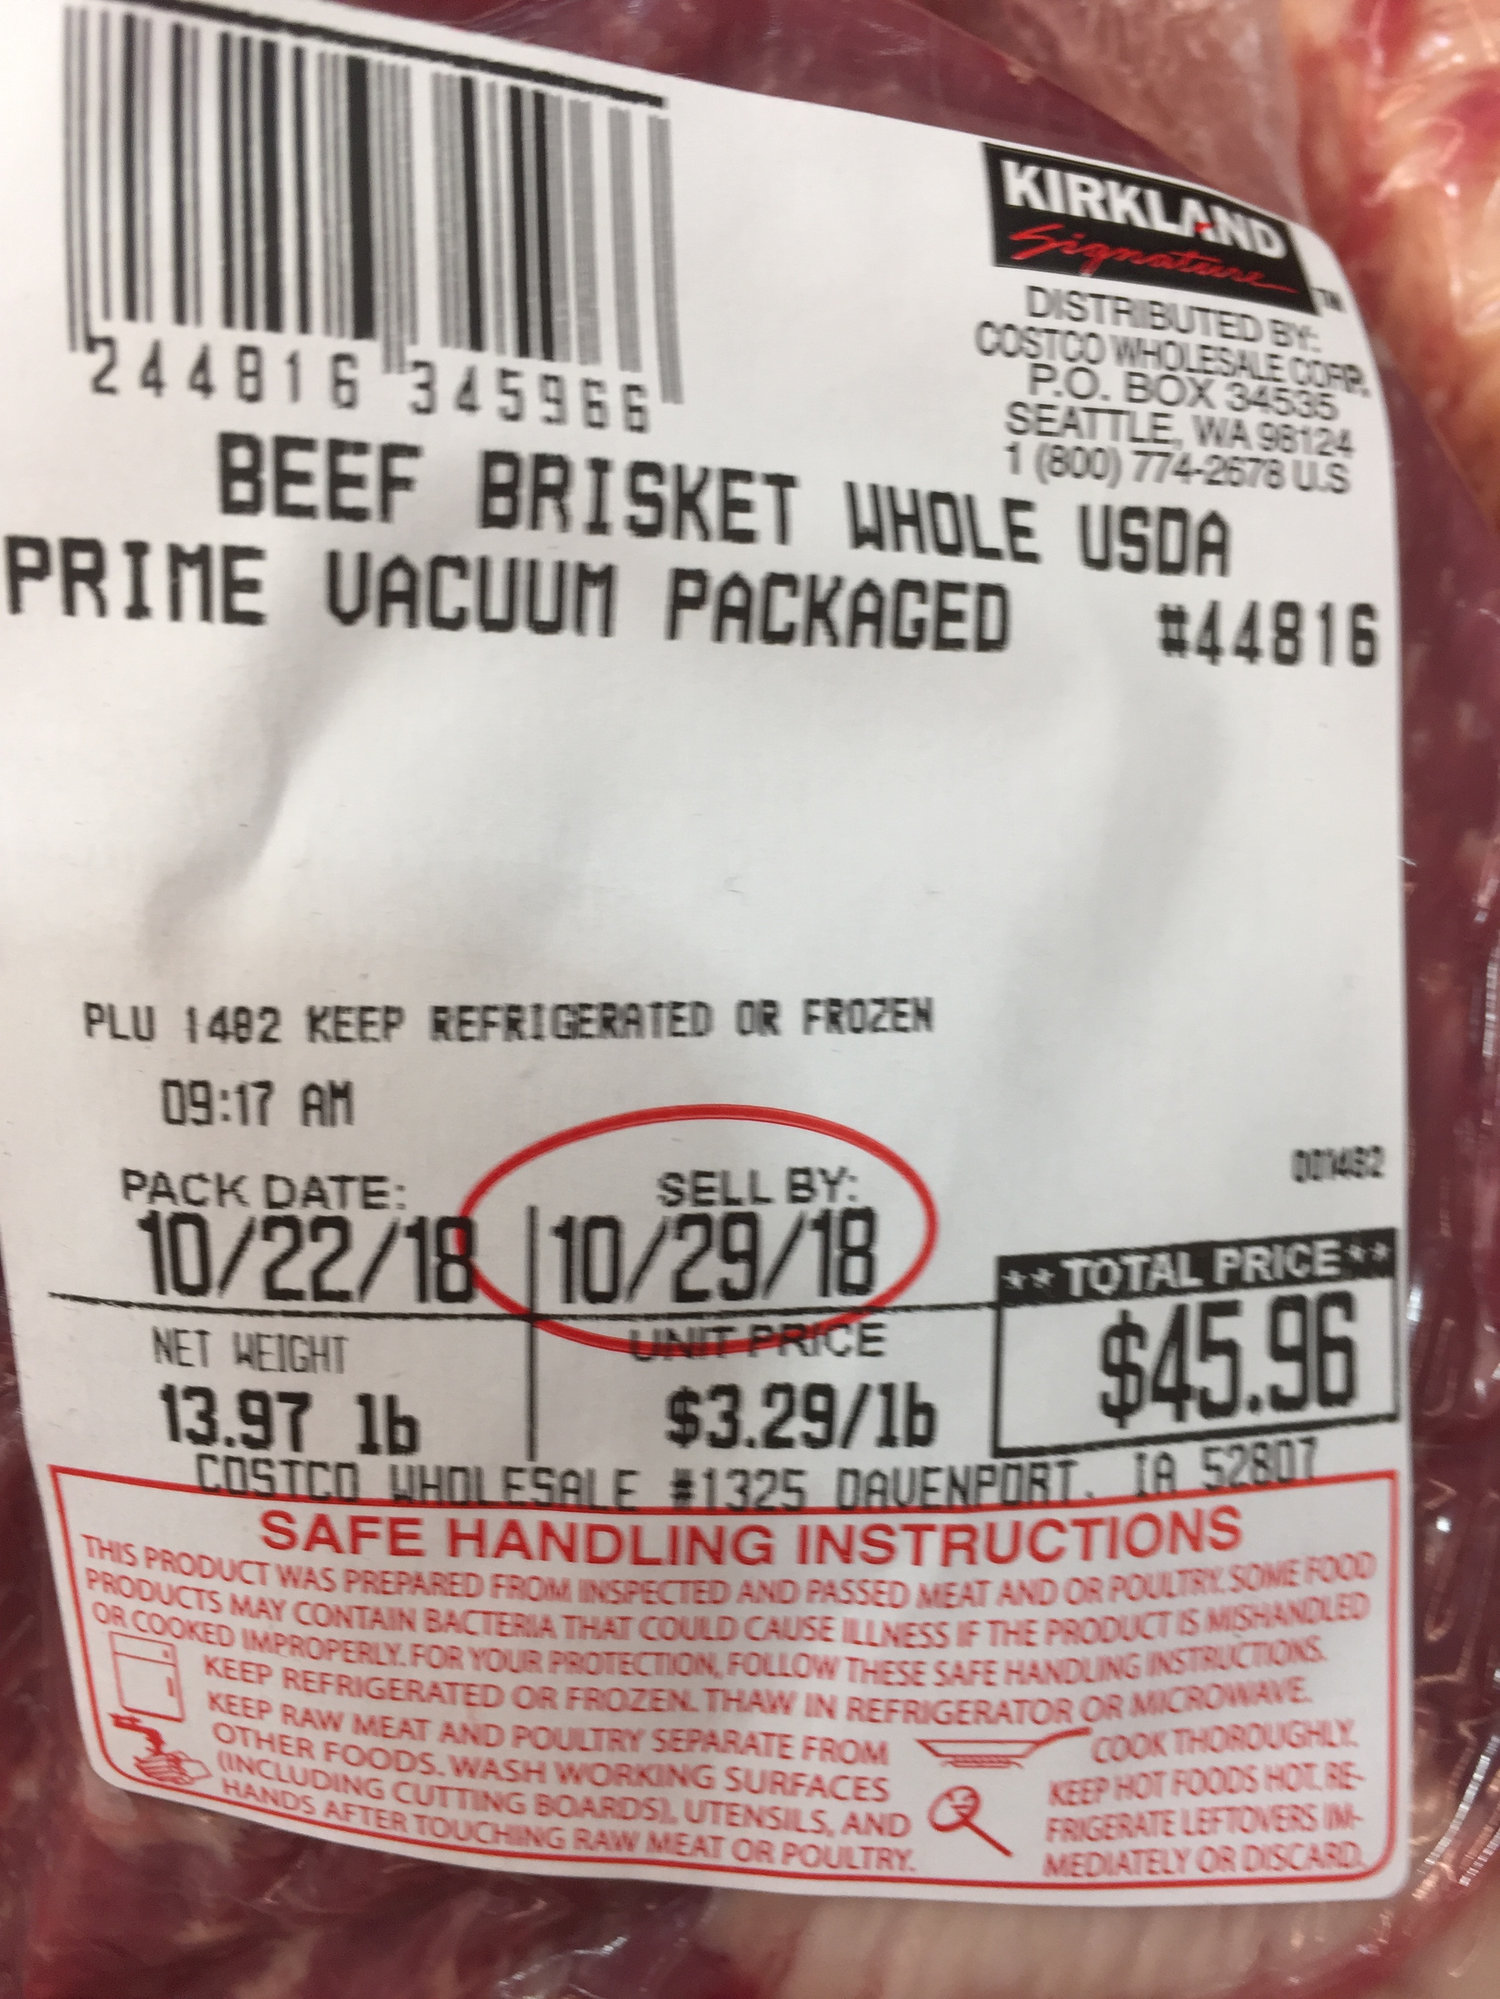 KIRKLAND
Signature
TM
DISTRIBUTED BY:
COSTCO WHOLESALE CORP.
P.O. BOX 34535
SEATTLE, WA 98124
1 (800) 774-2678 U.S
244816 345966
BEEF BRISKET WHOLE USDA
PRIME VACUUM PACKAGED #44816
PLU 1482 KEEP REFRIGERATED OR FROZEN
09:17 AM
001482
PACK DATE: SELL BY:
10/22/18 10/29/18
** TOTAL PRICE **
$45.96
NET WEIGHT UNIT PRICE
13.97 lb $3.29/lb
COSTCO WHOLESALE #1325 DAVENPORT, IA 52807
SAFE HANDLING INSTRUCTIONS
THIS PRODUCT WAS PREPARED FROM INSPECTED AND PASSED MEAT AND OR POULTRY. SOME FOOD
PRODUCTS MAY CONTAIN BACTERIA THAT COULD CAUSE ILLNESS IF THE PRODUCT IS MISHANDLED
OR COOKED IMPROPERLY. FOR YOUR PROTECTION, FOLLOW THESE SAFE HANDLING INSTRUCTIONS.
KEEP REFRIGERATED OR FROZEN. THAW IN REFRIGERATOR OR MICROWAVE.
KEEP RAW MEAT AND POULTRY SEPARATE FROM
OTHER FOODS. WASH WORKING SURFACES
(INCLUDING CUTTING BOARDS), UTENSILS, AND
HANDS AFTER TOUCHING RAW MEAT OR POULTRY.
COOK THOROUGHLY.
KEEP HOT FOODS HOT. RE-
FRIGERATE LEFTOVERS IM-
MEDIATELY OR DISCARD.